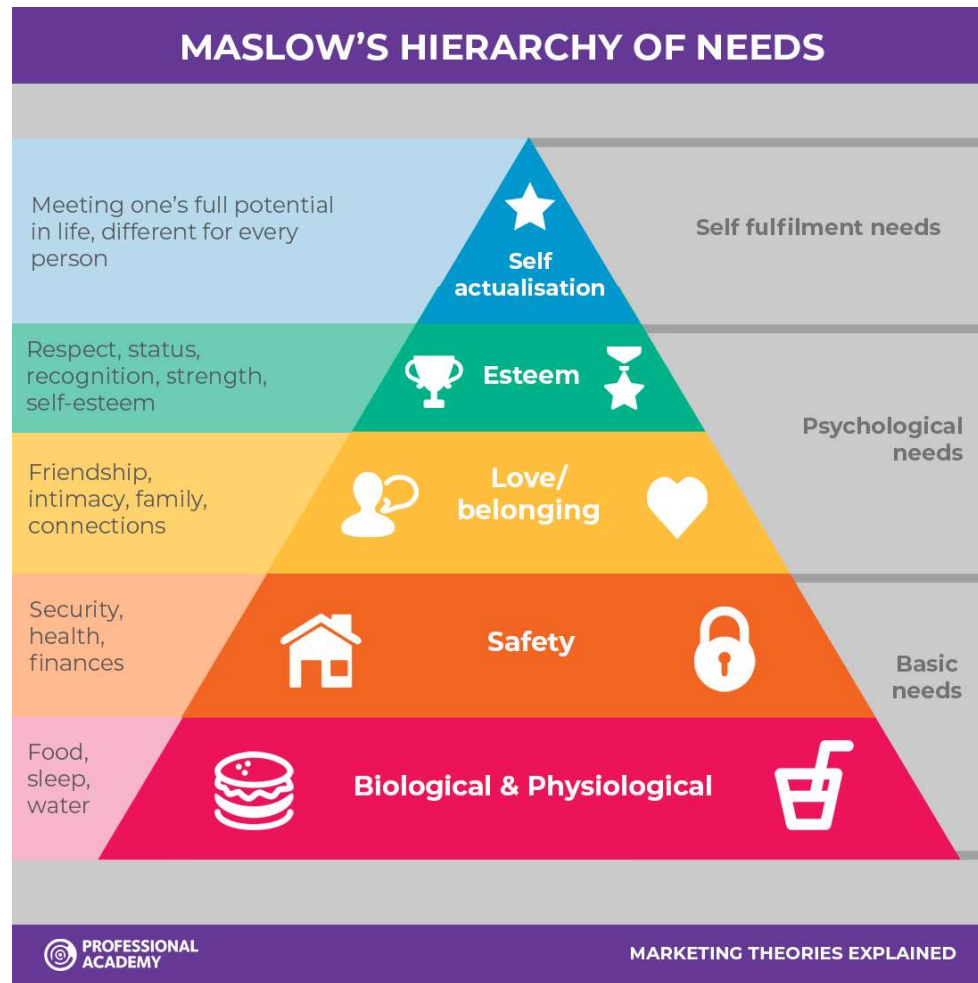 MASLOW’S HIERARCHY OF NEEDS
Meeting one’s full potential
in life, different for every
person
Self
actualisation
Self fulfilment needs
Respect, status,
recognition, strength,
self-esteem
Esteem
Psychological
needs
Friendship,
intimacy, family,
connections
Love/
belonging
Security,
health,
finances
Safety
Basic
needs
Food,
sleep,
water
Biological & Physiological
PROFESSIONAL
ACADEMY
MARKETING THEORIES EXPLAINED